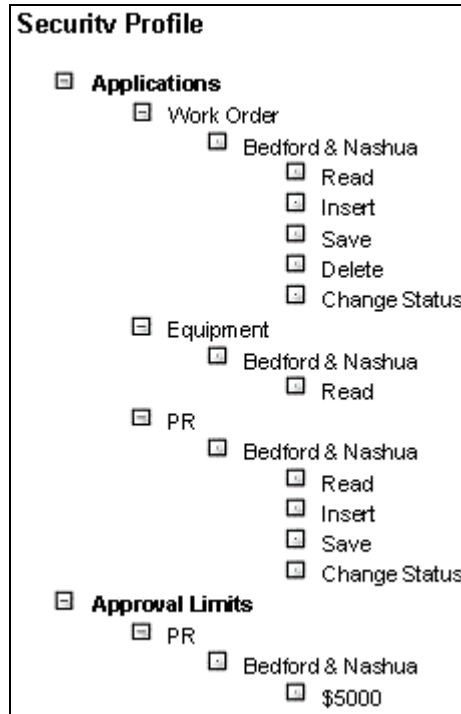 Security Profile
Applications
Work Order
Bedford & Nashua
Read
Insert
Save
Delete
Change Status
Equipment
Bedford & Nashua
Read
PR
Bedford & Nashua
Read
Insert
Save
Change Status
Approval Limits
PR
Bedford & Nashua
$5000